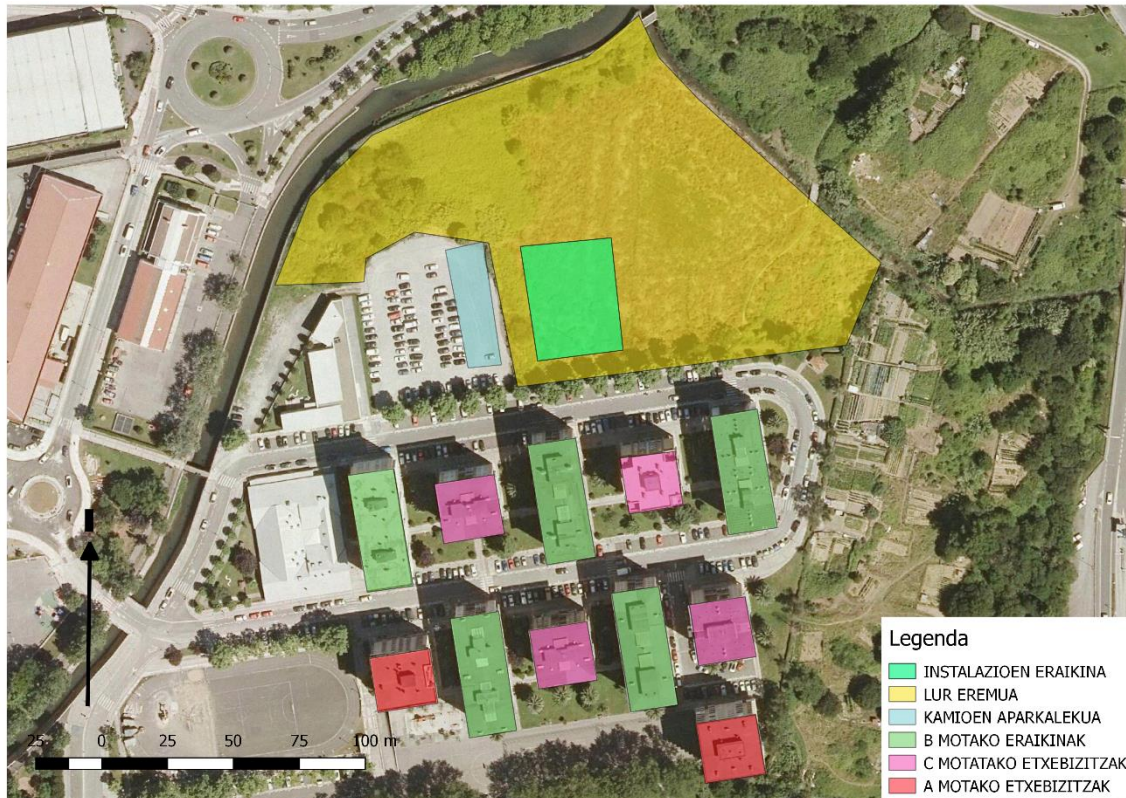 25 0 25 50 75 100 m
Legenda
INSTALAZIOEN ERAIKINA
LUR EREMUA
KAMIOEN APARKALEKUA
B MOTAKO ERAIKINAK
C MOTATAKO ETXEBIZITZAK
A MOTAKO ETXEBIZITZAK